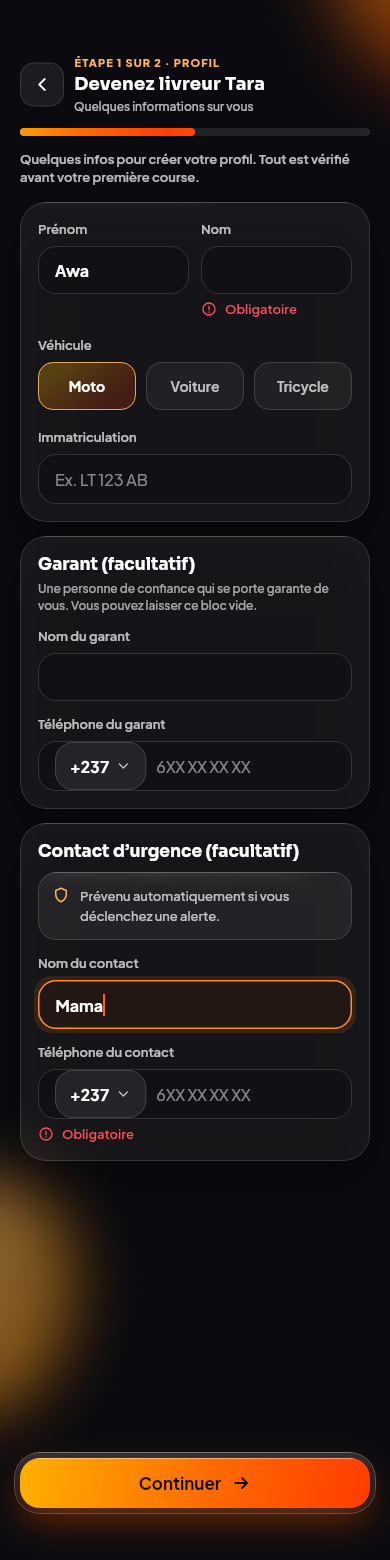 ÉTAPE 1 SUR 2 · PROFIL
Devenez livreur Tara
Quelques informations sur vous
Quelques infos pour créer votre profil. Tout est vérifié
avant votre première course.
Prénom
Nom
Awa
Obligatoire
Véhicule
Moto
Voiture
Tricycle
Immatriculation
Ex. LT 123 AB
Garant (facultatif)
Une personne de confiance qui se porte garante de
vous. Vous pouvez laisser ce bloc vide.
Nom du garant
Téléphone du garant
+237
6XX XX XX XX
Contact d’urgence (facultatif)
Prévenu automatiquement si vous
déclenchez une alerte.
Nom du contact
Mama
Téléphone du contact
+237
6XX XX XX XX
Obligatoire
Continuer